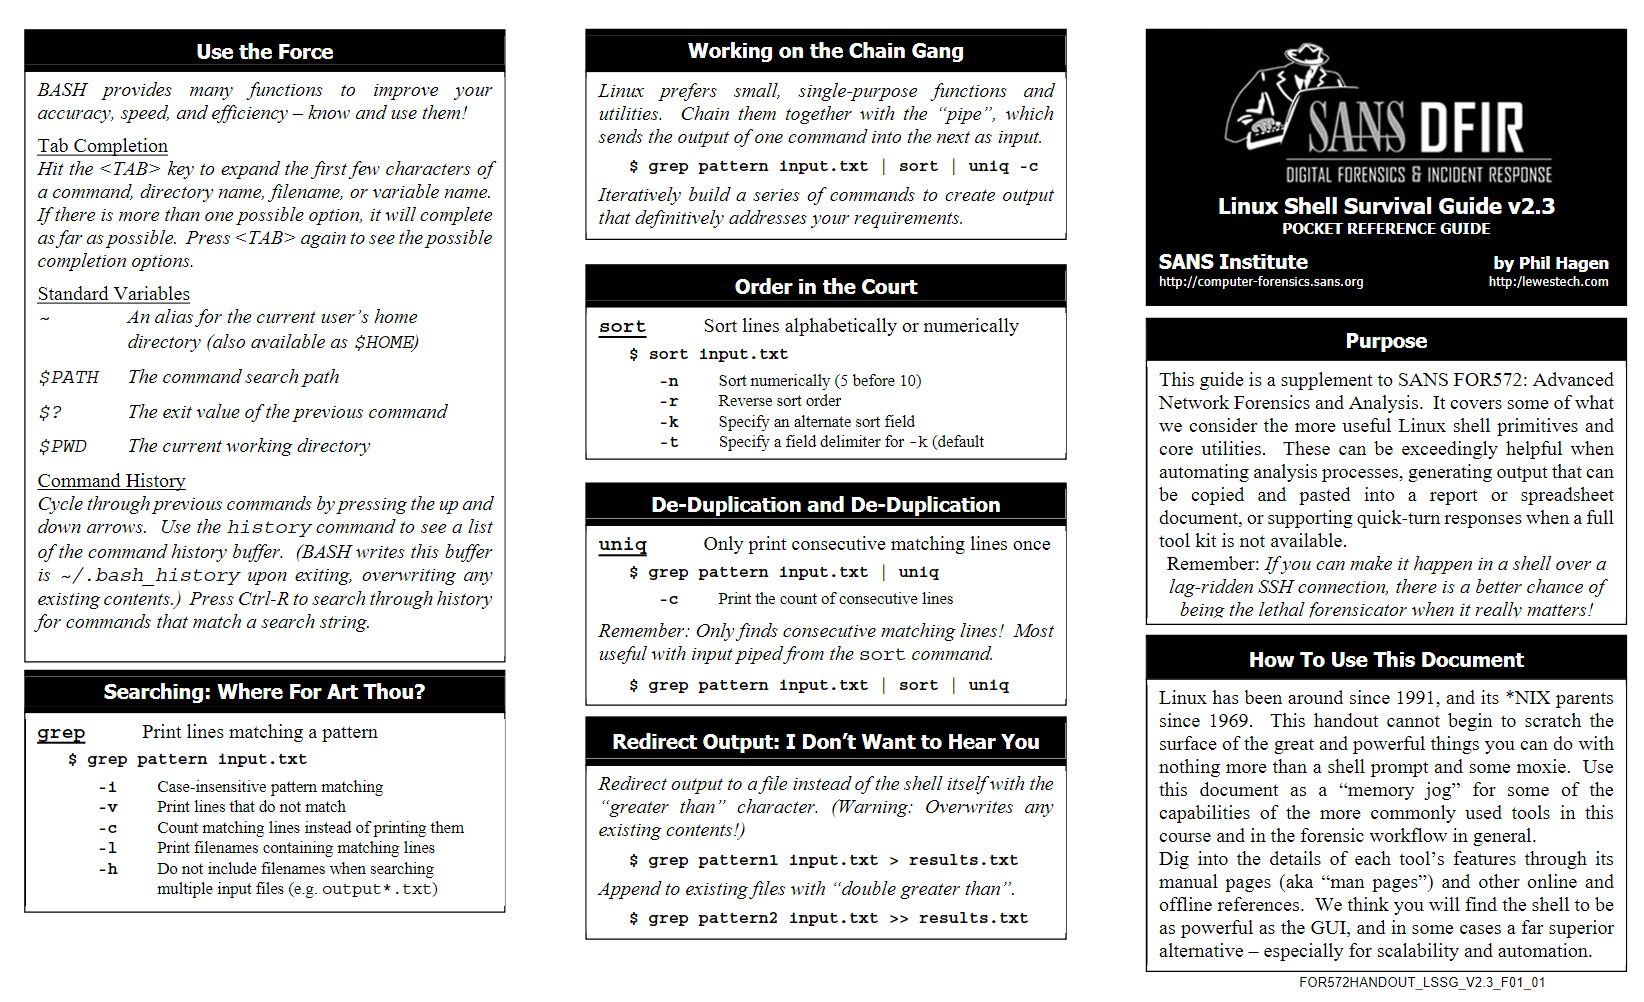 Use the Force
BASH provides many functions to improve your
accuracy, speed, and efficiency – know and use them!
Tab Completion
Hit the <TAB> key to expand the first few characters of
a command, directory name, filename, or variable name.
If there is more than one possible option, it will complete
as far as possible. Press <TAB> again to see the possible
completion options.
Standard Variables
~ An alias for the current user's home
directory (also available as $HOME)
$PATH The command search path
$? The exit value of the previous command
$PWD The current working directory
Command History
Cycle through previous commands by pressing the up and
down arrows. Use the history command to see a list
of the command history buffer. (BASH writes this buffer
is ~/.bash_history upon exiting, overwriting any
existing contents.) Press Ctrl-R to search through history
for commands that match a search string.
Searching: Where For Art Thou?
grep Print lines matching a pattern
$ grep pattern input.txt
-i Case-insensitive pattern matching
-v Print lines that do not match
-c Count matching lines instead of printing them
-l Print filenames containing matching lines
-h Do not include filenames when searching
multiple input files (e.g. output*.txt)
Working on the Chain Gang
Linux prefers small, single-purpose functions and
utilities. Chain them together with the "pipe", which
sends the output of one command into the next as input.
$ grep pattern input.txt | sort | uniq -c
Iteratively build a series of commands to create output
that definitively addresses your requirements.
Order in the Court
sort Sort lines alphabetically or numerically
$ sort input.txt
-n Sort numerically (5 before 10)
-r Reverse sort order
-k Specify an alternate sort field
-t Specify a field delimiter for -k (default
De-Duplication and De-Duplication
uniq Only print consecutive matching lines once
$ grep pattern input.txt | uniq
-c Print the count of consecutive lines
Remember: Only finds consecutive matching lines! Most
useful with input piped from the sort command.
$ grep pattern input.txt | sort | uniq
Redirect Output: I Don't Want to Hear You
Redirect output to a file instead of the shell itself with the
"greater than" character. (Warning: Overwrites any
existing contents!)
$ grep pattern1 input.txt > results.txt
Append to existing files with "double greater than".
$ grep pattern2 input.txt >> results.txt
SANS DFIR
DIGITAL FORENSICS & INCIDENT RESPONSE
Linux Shell Survival Guide v2.3
POCKET REFERENCE GUIDE
SANS Institute by Phil Hagen
http://computer-forensics.sans.org http:/lewestech.com
Purpose
This guide is a supplement to SANS FOR572: Advanced
Network Forensics and Analysis. It covers some of what
we consider the more useful Linux shell primitives and
core utilities. These can be exceedingly helpful when
automating analysis processes, generating output that can
be copied and pasted into a report or spreadsheet
document, or supporting quick-turn responses when a full
tool kit is not available.
Remember: If you can make it happen in a shell over a
lag-ridden SSH connection, there is a better chance of
being the lethal forensicator when it really matters!
How To Use This Document
Linux has been around since 1991, and its *NIX parents
since 1969. This handout cannot begin to scratch the
surface of the great and powerful things you can do with
nothing more than a shell prompt and some moxie. Use
this document as a "memory jog" for some of the
capabilities of the more commonly used tools in this
course and in the forensic workflow in general.
Dig into the details of each tool's features through its
manual pages (aka "man pages") and other online and
offline references. We think you will find the shell to be
as powerful as the GUI, and in some cases a far superior
alternative – especially for scalability and automation.
FOR572HANDOUT_LSSG_V2.3_F01_01